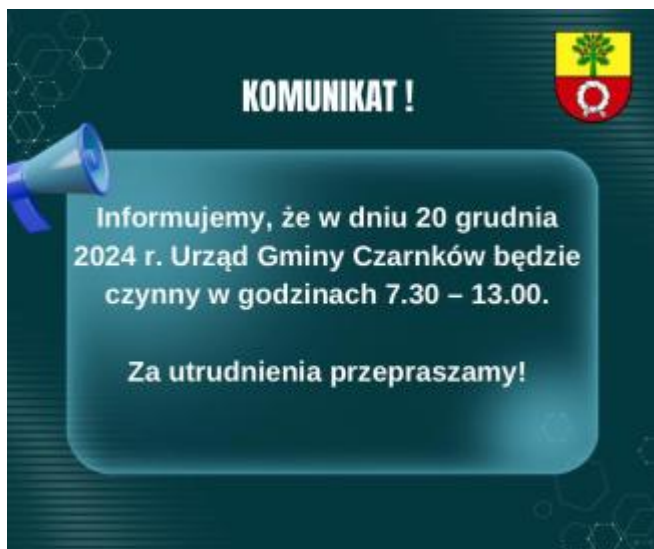 KOMUNIKAT !
Informujemy, że w dniu 20 grudnia
2024 r. Urząd Gminy Czarnków będzie
czynny w godzinach 7.30 – 13.00.
Za utrudnienia przepraszamy!